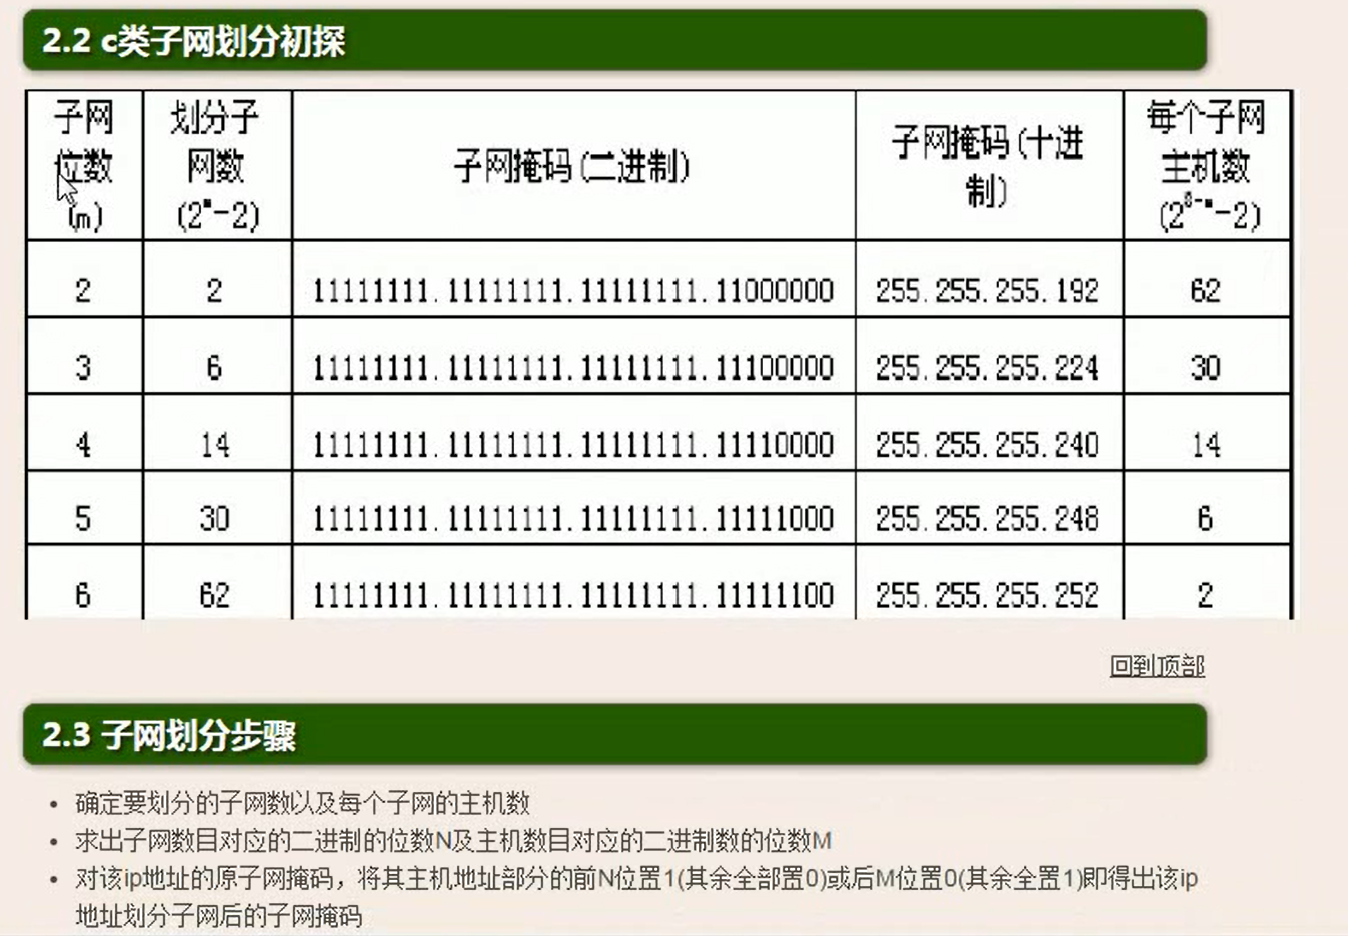 2.2 c类子网划分初探
子网位数(m) 划分子网数(2ᵐ-2) 子网掩码(二进制) 子网掩码(十进制) 每个子网主机数(2⁸⁻ᵐ-2)
2 2 11111111.11111111.11111111.11000000 255.255.255.192 62
3 6 11111111.11111111.11111111.11100000 255.255.255.224 30
4 14 11111111.11111111.11111111.11110000 255.255.255.240 14
5 30 11111111.11111111.11111111.11111000 255.255.255.248 6
6 62 11111111.11111111.11111111.11111100 255.255.255.252 2
回到顶部
2.3 子网划分步骤
• 确定要划分的子网数以及每个子网的主机数
• 求出子网数目对应的二进制的位数N及主机数目对应的二进制数的位数M
• 对该ip地址的原子网掩码，将其主机地址部分的前N位置1(其余全部置0)或后M位置0(其余全置1)即得出该ip
地址划分子网后的子网掩码